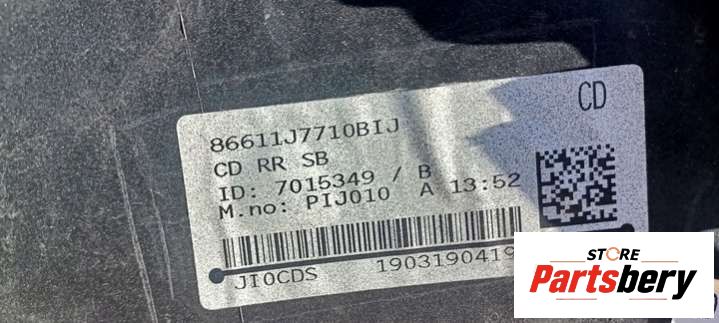 CD
86611J7710BIJ
CD RR SB
ID: 7015349 / B
M.no: PIJ010 A 13:52
JI0CDS 1903190419
STORE
Partsbery